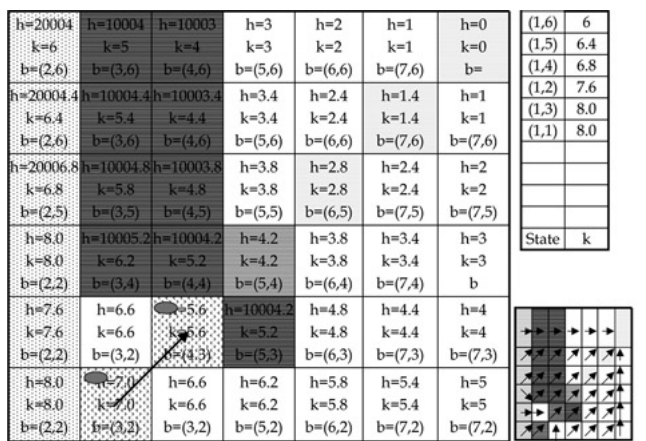 h=20004 h=10004 h=10003 h=3 h=2 h=1 h=0
k=6 k=5 k=4 k=3 k=2 k=1 k=0
b=(2,6) b=(3,6) b=(4,6) b=(5,6) b=(6,6) b=(7,6) b=
h=20004.4 h=10004.4 h=10003.4 h=3.4 h=2.4 h=1.4 h=1
k=6.4 k=5.4 k=4.4 k=3.4 k=2.4 k=1.4 k=1
b=(2,6) b=(3,6) b=(4,6) b=(5,6) b=(6,6) b=(7,6) b=(7,6)
h=20006.8 h=10004.8 h=10003.8 h=3.8 h=2.8 h=2.4 h=2
k=6.8 k=5.8 k=4.8 k=3.8 k=2.8 k=2.4 k=2
b=(2,5) b=(3,5) b=(4,5) b=(5,5) b=(6,5) b=(7,5) b=(7,5)
h=8.0 h=10005.2 h=10004.2 h=4.2 h=3.8 h=3.4 h=3
k=8.0 k=6.2 k=5.2 k=4.2 k=3.8 k=3.4 k=3
b=(2,2) b=(3,4) b=(4,4) b=(5,4) b=(6,4) b=(7,4) b
h=7.6 h=6.6 =5.6 h=10004.2 h=4.8 h=4.4 h=4
k=7.6 k=6.6 k=5.6 k=5.2 k=4.8 k=4.4 k=4
b=(2,2) b=(3,2) b=(4,3) b=(5,3) b=(6,3) b=(7,3) b=(7,3)
h=8.0 h=7.0 h=6.6 h=6.2 h=5.8 h=5.4 h=5
k=8.0 k=7.0 k=6.6 k=6.2 k=5.8 k=5.4 k=5
b=(2,2) b=(3,2) b=(3,2) b=(5,2) b=(6,2) b=(7,2) b=(7,2)
(1,6) 6
(1,5) 6.4
(1,4) 6.8
(1,2) 7.6
(1,3) 8.0
(1,1) 8.0
State k